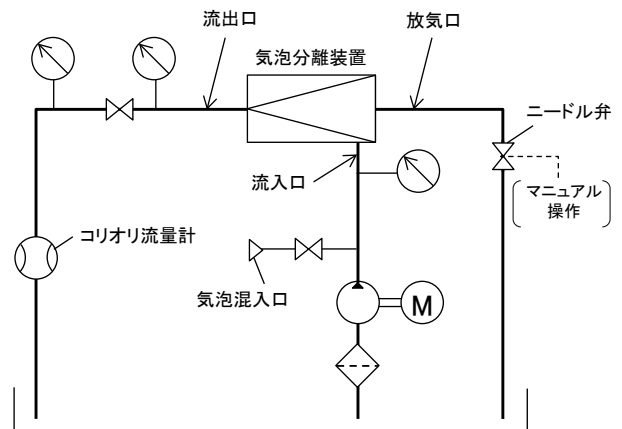 流出口
放気口
気泡分離装置
ニードル弁
流入口
マニュアル
操作
コリオリ流量計
気泡混入口
M